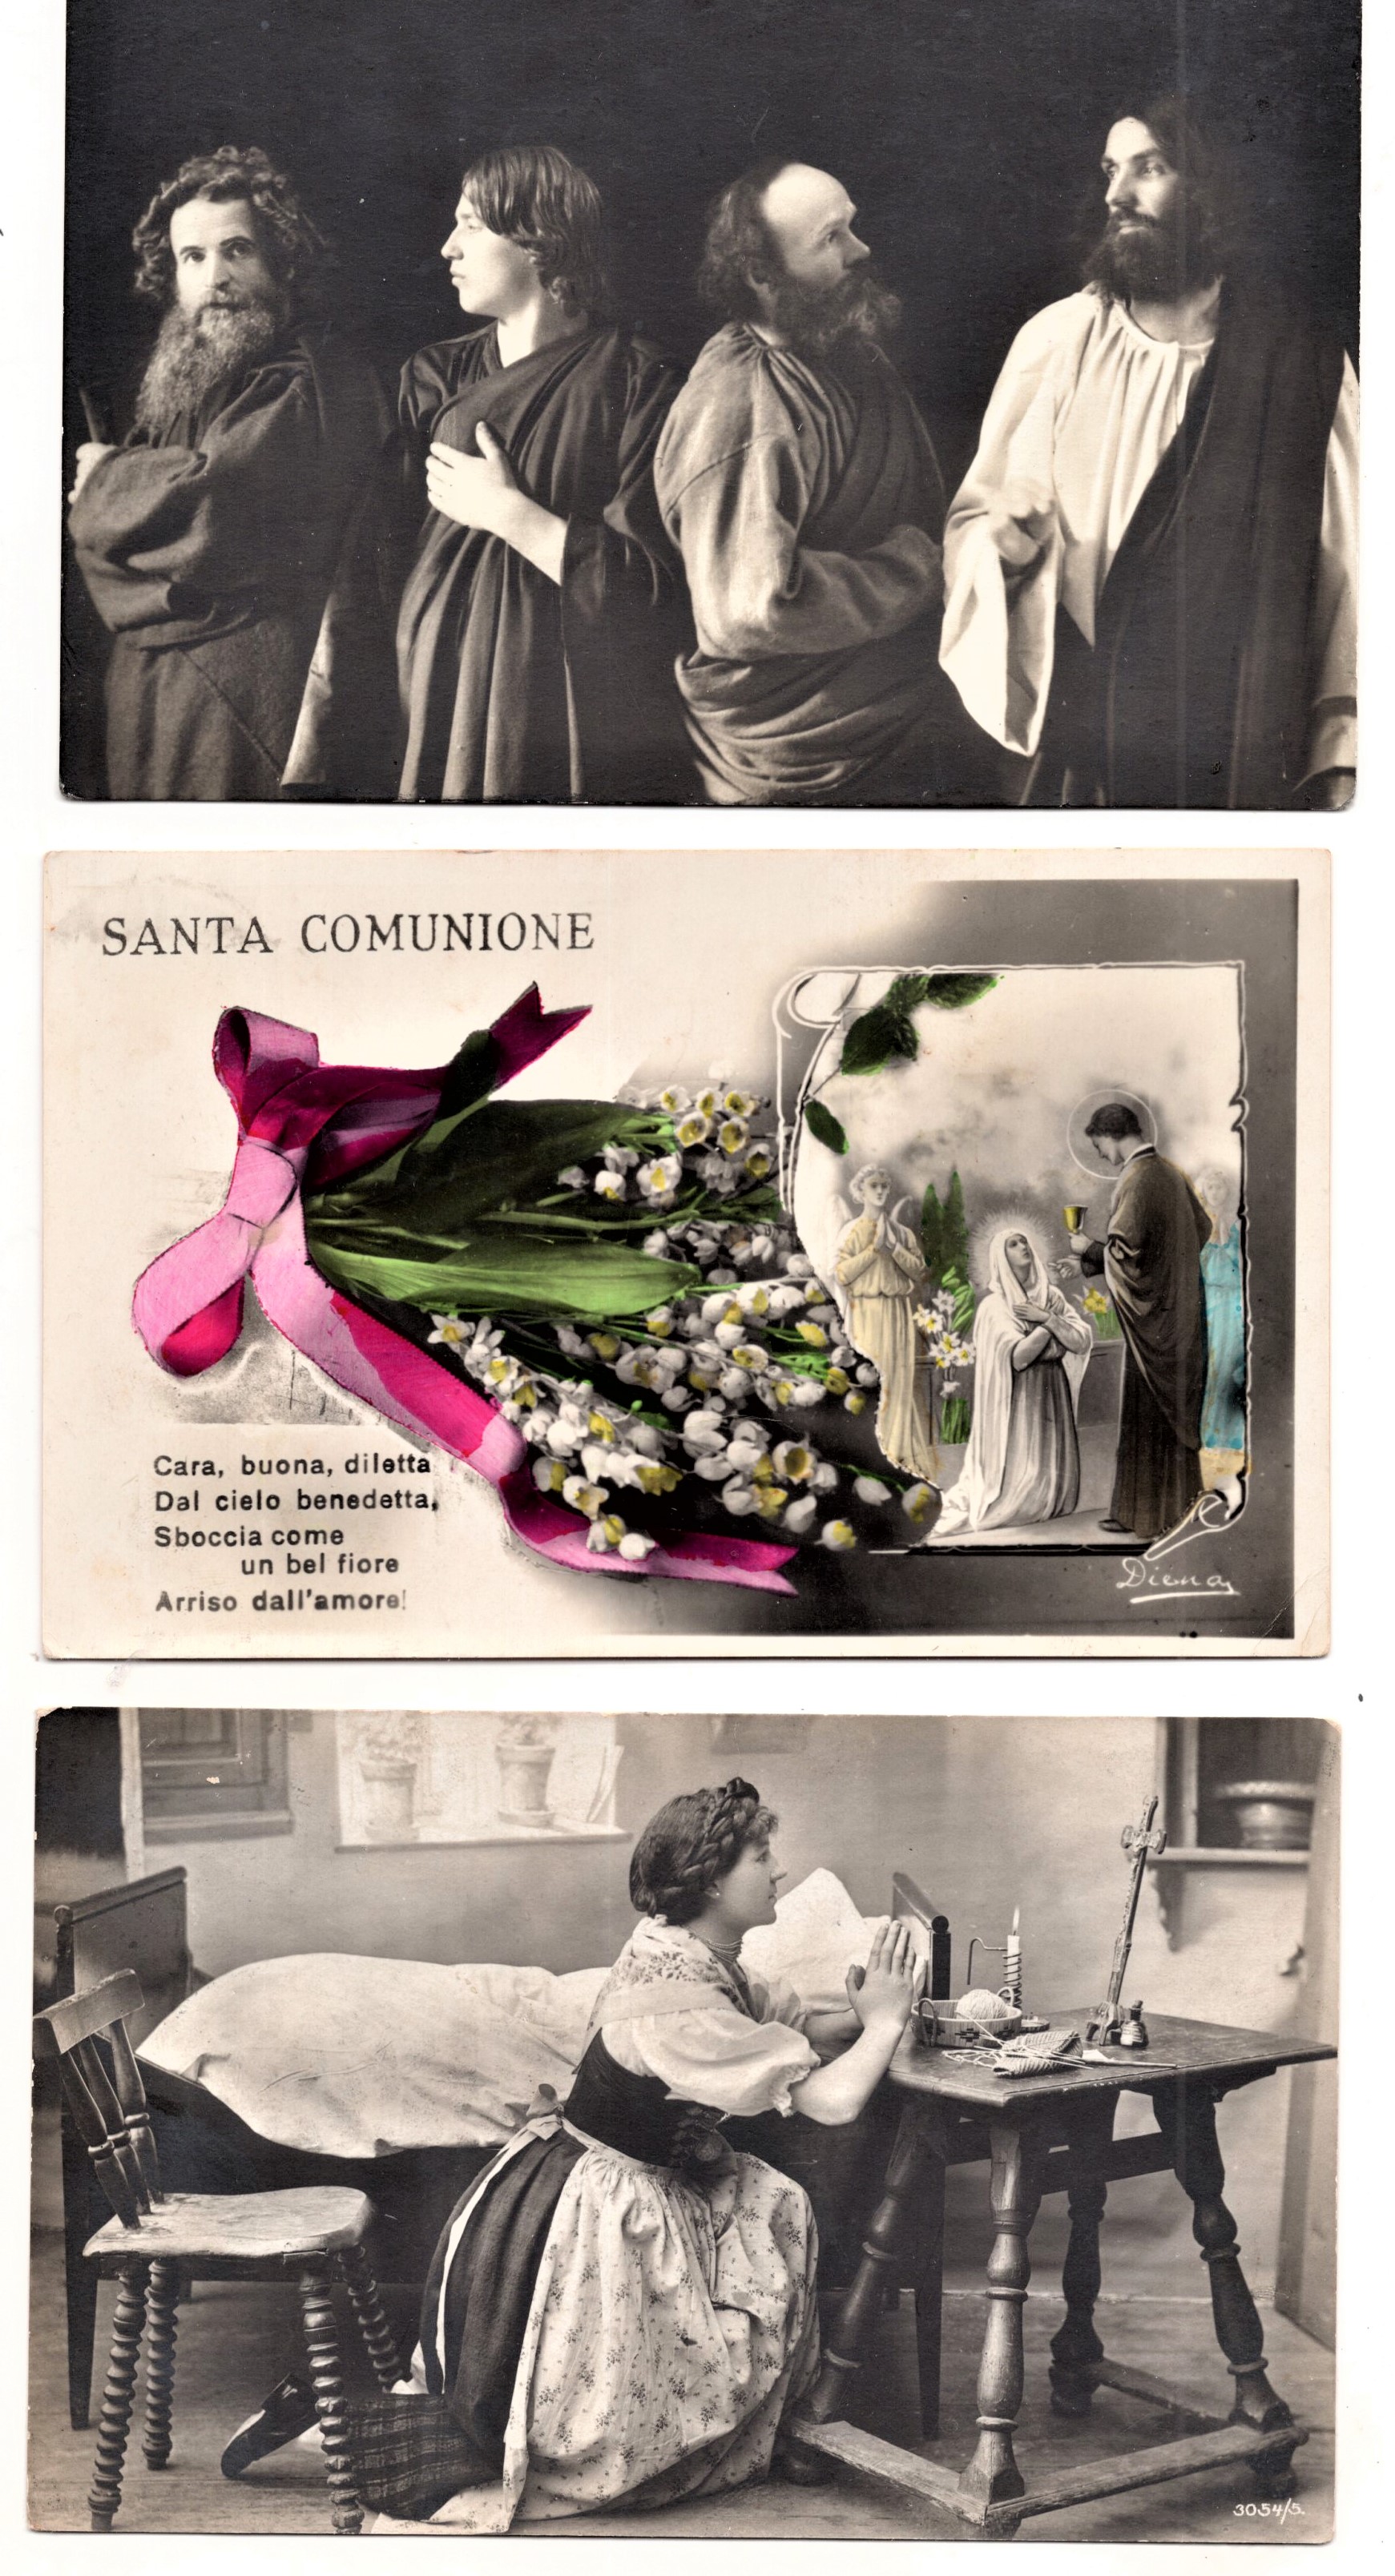 SANTA COMUNIONE
Cara, buona, diletta
Dal cielo benedetta,
Sboccia come
un bel fiore
Arriso dall'amore!
Diena
3054/5.